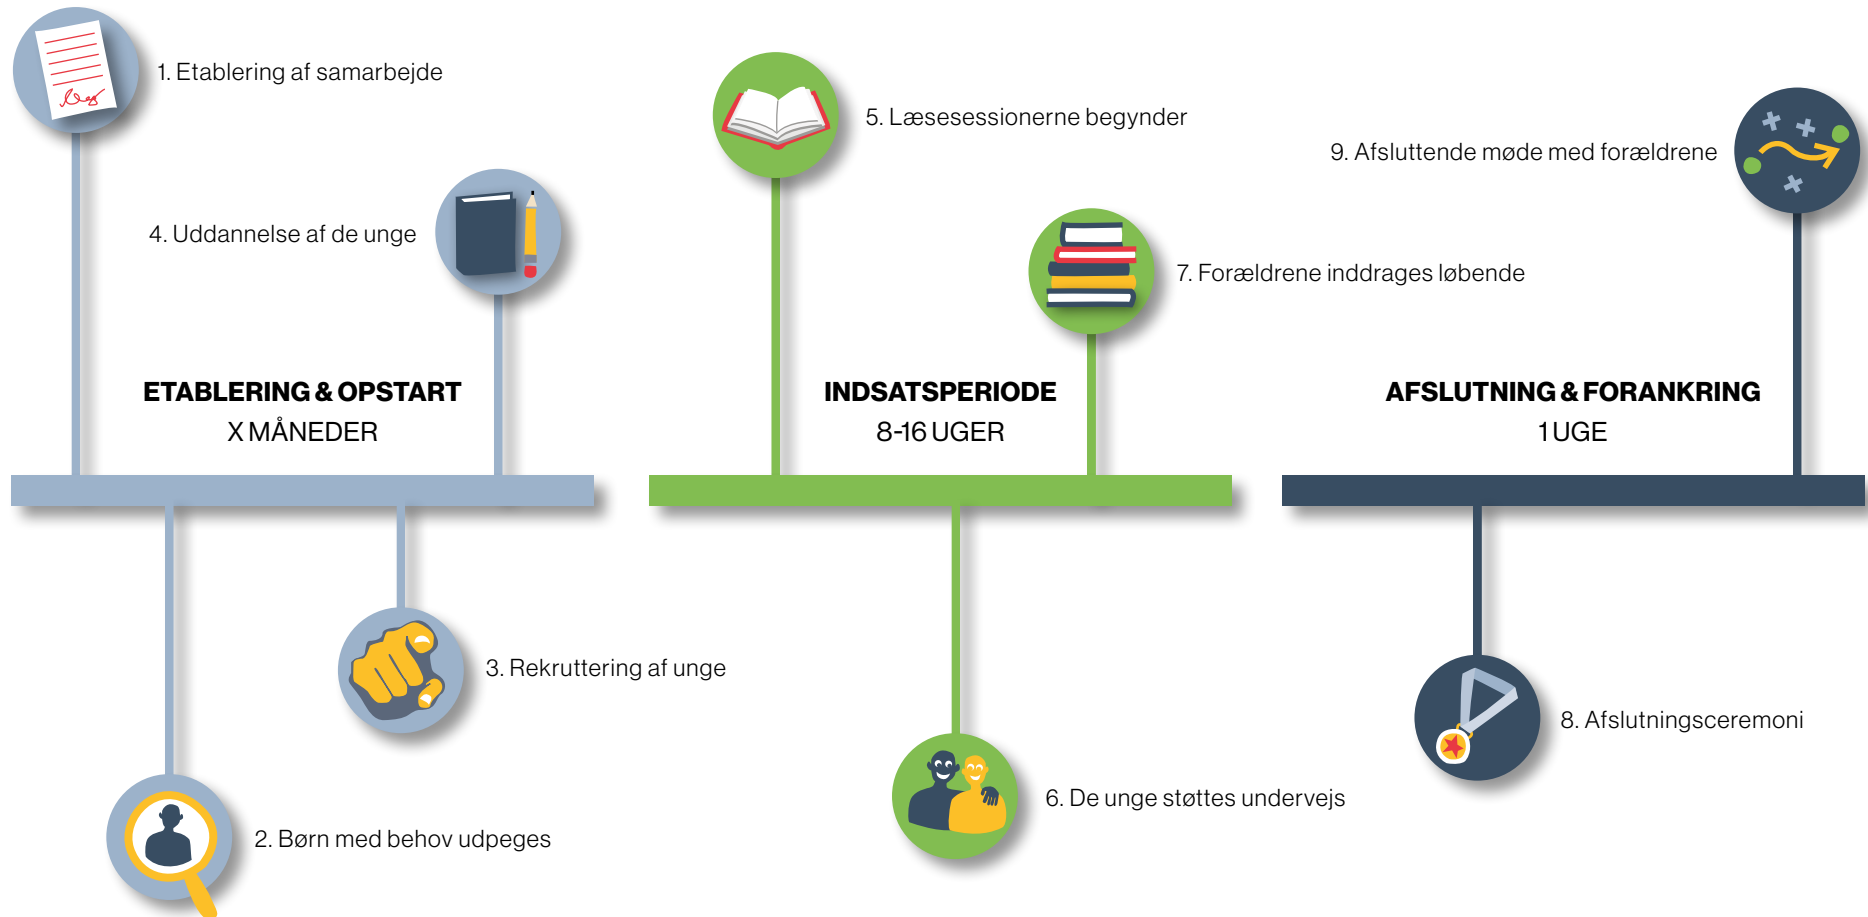 1. Etablering af samarbejde
4. Uddannelse af de unge
ETABLERING & OPSTART
X MÅNEDER
3. Rekruttering af unge
2. Børn med behov udpeges
5. Læsesessionerne begynder
7. Forældrene inddrages løbende
INDSATSPERIODE
8-16 UGER
6. De unge støttes undervejs
9. Afsluttende møde med forældrene
AFSLUTNING & FORANKRING
1 UGE
8. Afslutningsceremoni